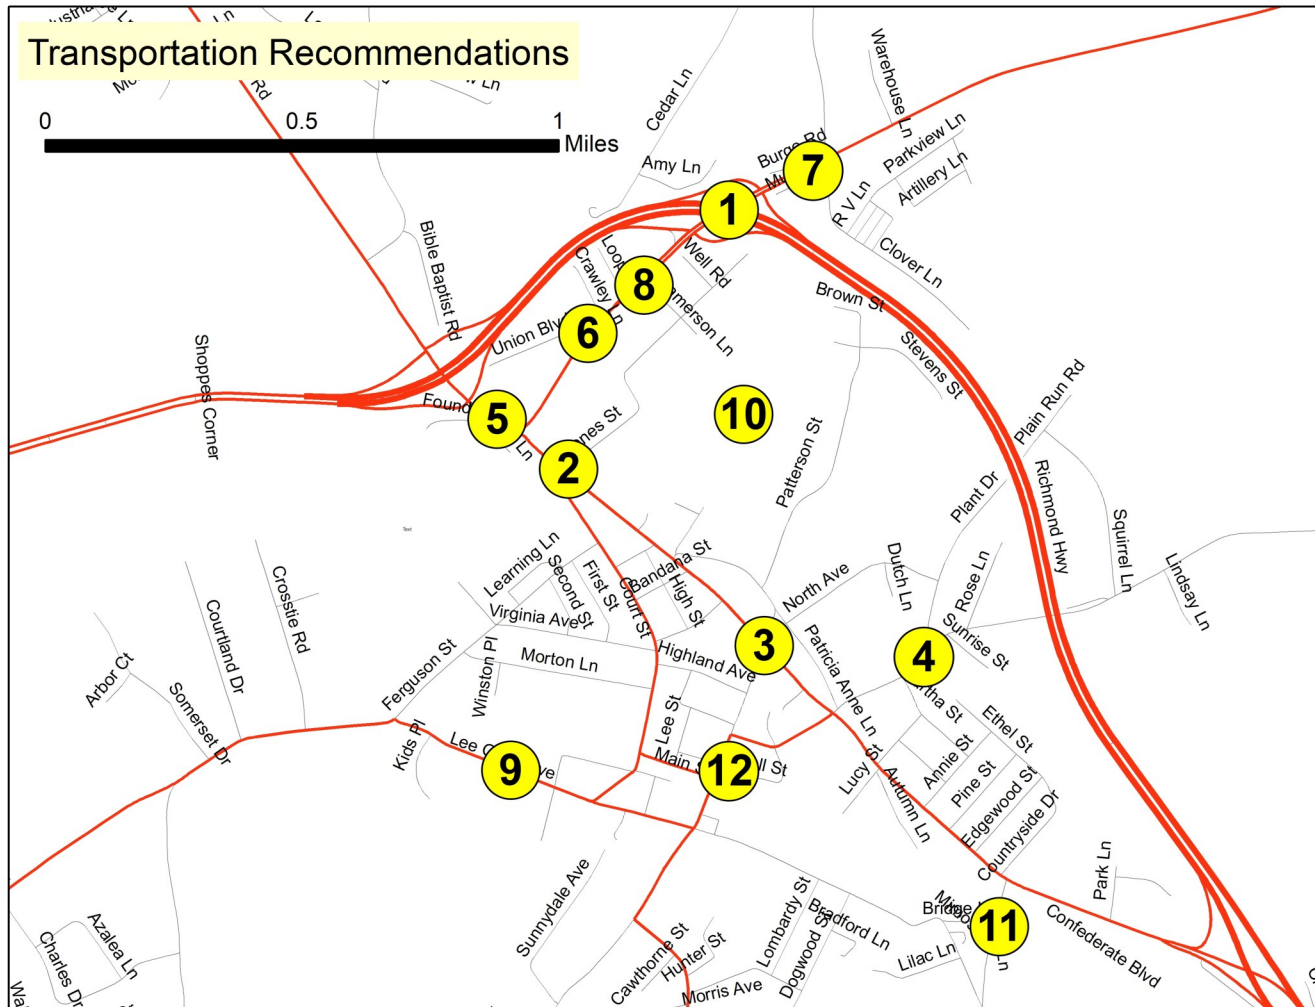 Transportation Recommendations
0 0.5 1
Miles
Ln
Rd
Ln
Cedar Ln
Warehouse Ln
Amy Ln
Parkview Ln
Artillery Ln
7
1
R V Ln
Clover Ln
Bible Baptist Rd
Well Rd
8
Brown St
6
Stevens St
Shoppes Corner
5
10
Ln
2
Patterson St
Plain Run Rd
Plant Dr
Richmond Hwy
Squirrel Ln
Lindsay Ln
Text
Learning Ln
Second St
First St
Court St
Bandana St
High St
North Ave
Dutch Ln
Rose Ln
Sunrise St
Crosstie Rd
Courtland Dr
Virginia Ave
Morton Ln
Highland Ave
3
Patricia Anne Ln
4
Arbor Ct
Somerset Dr
Ferguson St
Winston Pl
Kids Pl
Lee St
Ethel St
9
12
Lucy St
Annie St
Pine St
Autumn Ln
Edgewood St
Countryside Dr
Sunnydale Ave
Lombardy St
Dogwood St
Bradford Ln
Park Ln
11
Confederate Blvd
Lilac Ln
Azalea Ln
Charles Dr
Cawthorne St
Hunter St
Morris Ave